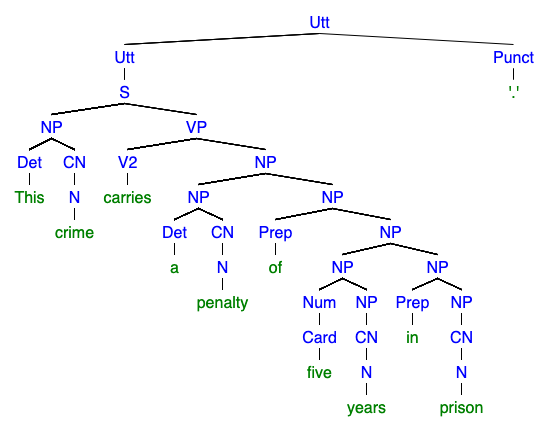 Utt
Utt Punct
S '.'
NP VP
Det CN V2 NP
This N carries NP NP
crime Det CN Prep NP
a N of NP NP
penalty Num NP Prep NP
Card CN in CN
five N N
years prison